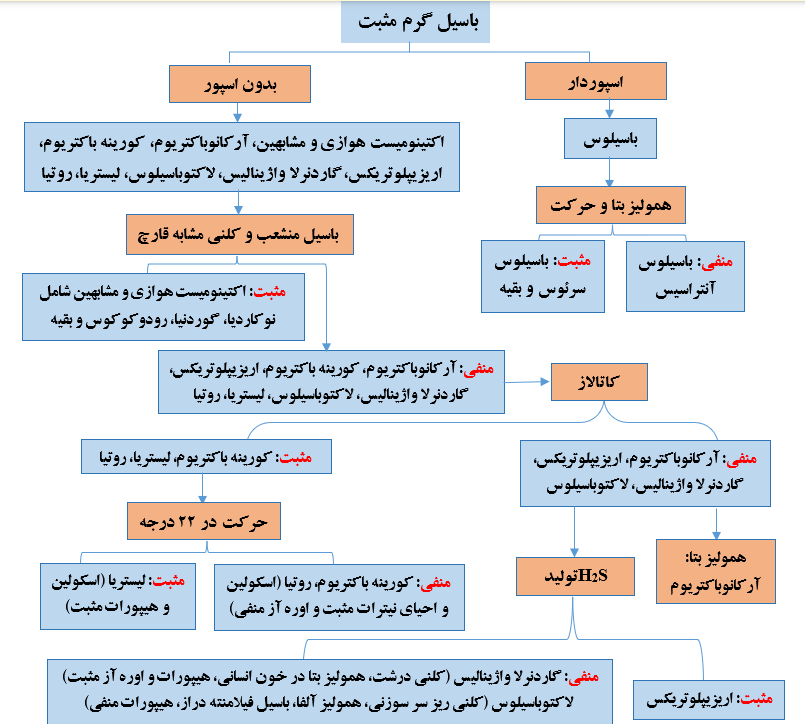 باسیل گرم مثبت
اسپوردار
بدون اسپور
باسیلوس
اکتینومیست هوازی و مشابهین، آرکانوباکتریوم، کورینه باکتریوم،
اریزیپلوتریکس، گاردنرلا واژینالیس، لاکتوباسیلوس، لیستریا، روتیا
همولیز بتا و حرکت
باسیل منشعب و کلنی مشابه قارچ
منفی: باسیلوس
آنتراسیس
مثبت: باسیلوس
سرئوس و بقیه
مثبت: اکتینومیست هوازی و مشابهین شامل
نوکاردیا، گوردنیا، رودوکوکوس و بقیه
منفی: آرکانوباکتریوم، کورینه باکتریوم، اریزیپلوتریکس،
گاردنرلا واژینالیس، لاکتوباسیلوس، لیستریا، روتیا
کاتالاز
منفی: آرکانوباکتریوم، اریزیپلوتریکس،
گاردنرلا واژینالیس، لاکتوباسیلوس
مثبت: کورینه باکتریوم، لیستریا، روتیا
حرکت در ۲۲ درجه
همولیز بتا:
آرکانوباکتریوم
H2Sتولید
منفی: کورینه باکتریوم، روتیا (اسکولین
و احیای نیترات مثبت و اوره آز منفی)
مثبت: لیستریا (اسکولین
و هیپورات مثبت)
مثبت: اریزیپلوتریکس
منفی: گاردنرلا واژینالیس (کلنی درشت، همولیز بتا در خون انسانی، هیپورات و اوره آز مثبت)
لاکتوباسیلوس (کلنی ریز سر سوزنی، همولیز آلفا، باسیل فیلامنته دراز، هیپورات منفی)